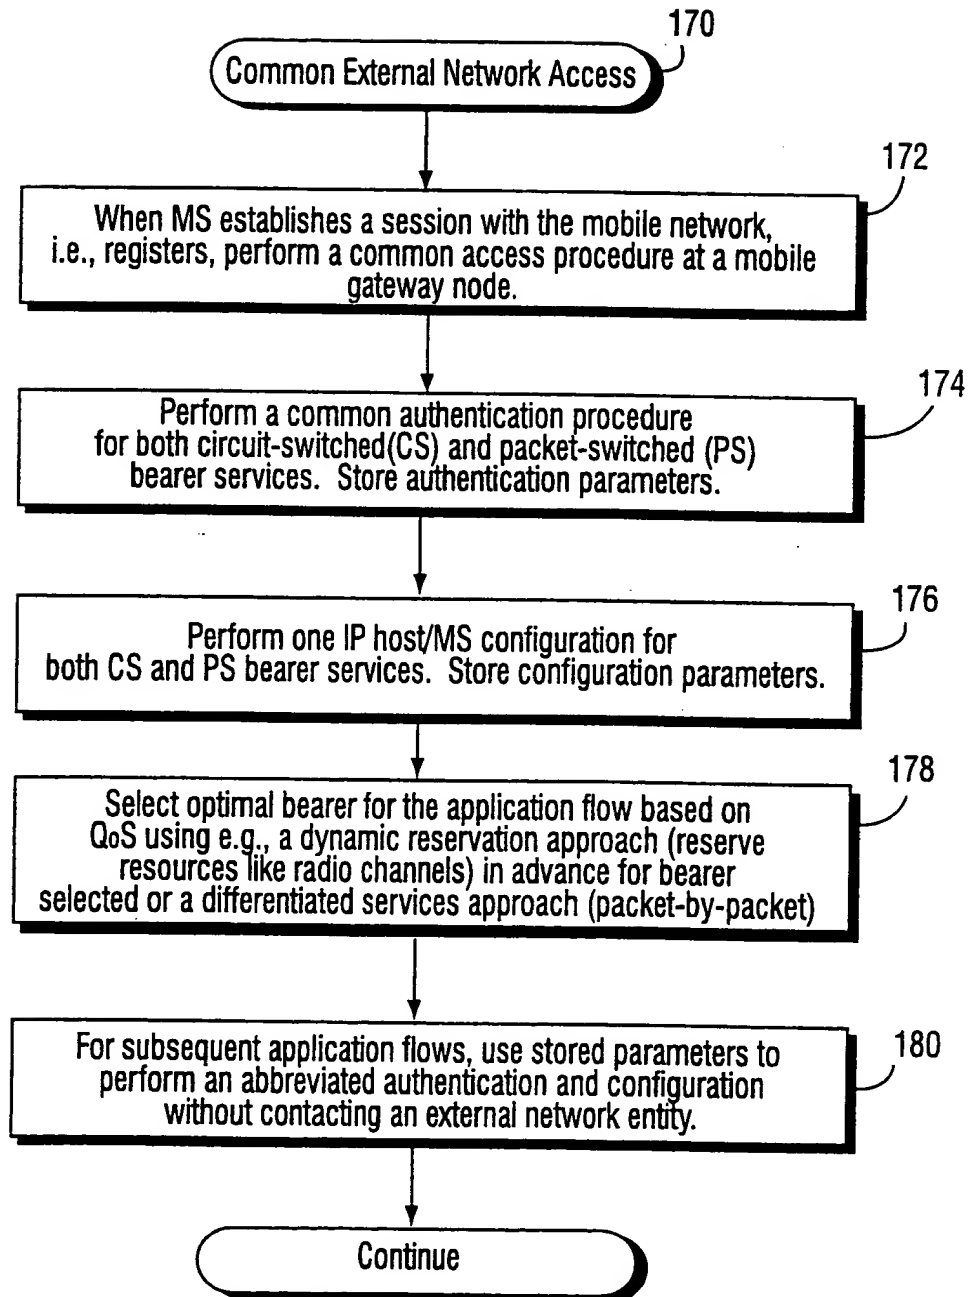 170
Common External Network Access
172
When MS establishes a session with the mobile network,
i.e., registers, perform a common access procedure at a mobile
gateway node.
174
Perform a common authentication procedure
for both circuit-switched(CS) and packet-switched (PS)
bearer services. Store authentication parameters.
176
Perform one IP host/MS configuration for
both CS and PS bearer services. Store configuration parameters.
178
Select optimal bearer for the application flow based on
QoS using e.g., a dynamic reservation approach (reserve
resources like radio channels) in advance for bearer
selected or a differentiated services approach (packet-by-packet)
180
For subsequent application flows, use stored parameters to
perform an abbreviated authentication and configuration
without contacting an external network entity.
Continue